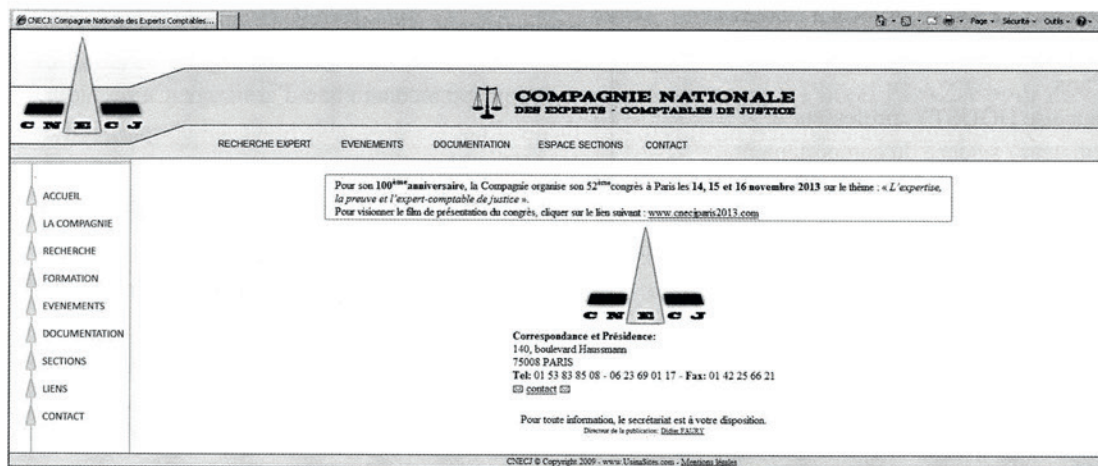 CNECJ: Compagnie Nationale des Experts Comptables...
Page - Sécurité - Outils -
COMPAGNIE NATIONALE
DES EXPERTS - COMPTABLES DE JUSTICE
C N E C J
RECHERCHE EXPERT EVENEMENTS DOCUMENTATION ESPACE SECTIONS CONTACT
ACCUEIL
LA COMPAGNIE
RECHERCHE
FORMATION
EVENEMENTS
DOCUMENTATION
SECTIONS
LIENS
CONTACT
Pour son 100ème anniversaire, la Compagnie organise son 52ème congrès à Paris les 14, 15 et 16 novembre 2013 sur le thème : « L'expertise,
la preuve et l'expert-comptable de justice ».
Pour visionner le film de présentation du congrès, cliquer sur le lien suivant : www.cnecjparis2013.com
C N E C J
Correspondance et Présidence:
140, boulevard Haussmann
75008 PARIS
Tel: 01 53 83 85 08 - 06 23 69 01 17 - Fax: 01 42 25 66 21
contact
Pour toute information, le secrétariat est à votre disposition.
Directeur de la publication: Didier FAURY
CNECJ © Copyright 2009 - www.UsinaSites.com - Mentions légales